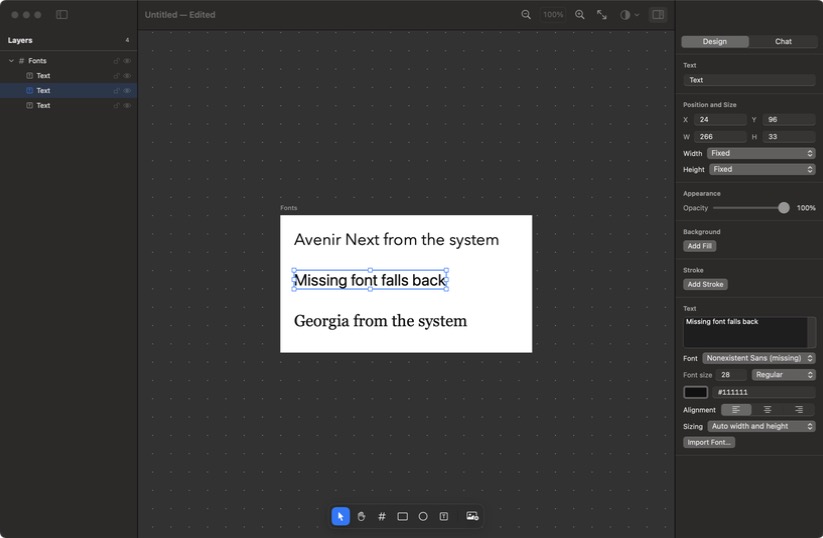 Untitled — Edited
100%
Layers
4
Fonts
Text
Text
Text
Fonts
Avenir Next from the system
Missing font falls back
Georgia from the system
Design
Chat
Text
Text
Position and Size
X 24 Y 96
W 266 H 33
Width Fixed
Height Fixed
Appearance
Opacity 100%
Background
Add Fill
Stroke
Add Stroke
Text
Missing font falls back
Font Nonexistent Sans (missing)
Font size 28 Regular
#111111
Alignment
Sizing Auto width and height
Import Font...